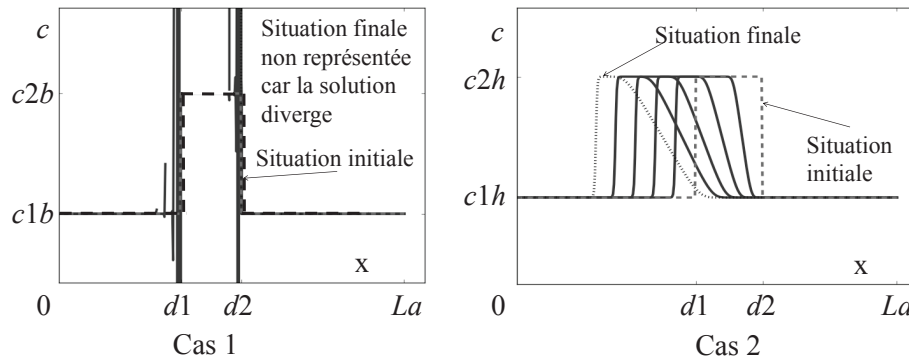 c
Situation finale
non représentée
car la solution
diverge
c2b
Situation initiale
c1b
x
0
d1
d2
La
Cas 1
c
Situation finale
c2h
Situation
initiale
c1h
x
0
d1
d2
La
Cas 2